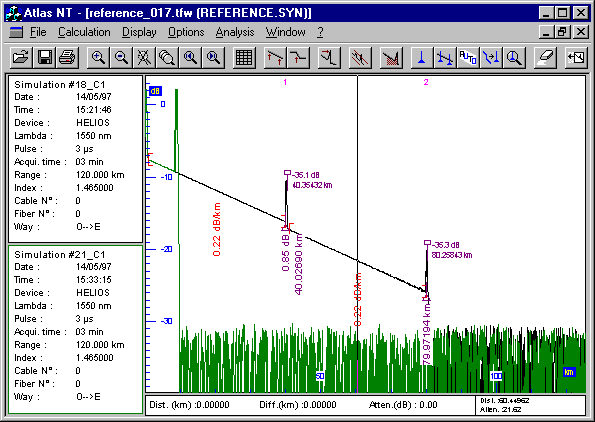 Atlas NT - [reference_017.tfw (REFERENCE.SYN)]
File Calculation Display Options Analysis Window ?
AUTO
Simulation #18_C1
Date : 14/05/97
Time : 15:21:46
Device : HELIOS
Lambda : 1550 nm
Pulse : 3 µs
Acqui. time : 03 min
Range : 120.000 km
Index : 1.465000
Cable N° : 0
Fiber N° : 0
Way : O-->E
Simulation #21_C1
Date : 14/05/97
Time : 15:33:15
Device : HELIOS
Lambda : 1550 nm
Pulse : 3 µs
Acqui. time : 03 min
Range : 120.000 km
Index : 1.465000
Cable N° : 0
Fiber N° : 0
Way : O-->E
dB
1
2
0
-10
-20
-30
-35.1 dB
40.35432 km
0.22 dB/km
0.85 dB
40.02690 km
0.22 dB/km
-35.3 dB
80.25843 km
79.97194 km
50
100
km
Dist. (km) :0.00000 Diff.(km) :0.00000 Atten.(dB) : 0.00
Dist. :60.44962
Atten. :21.62